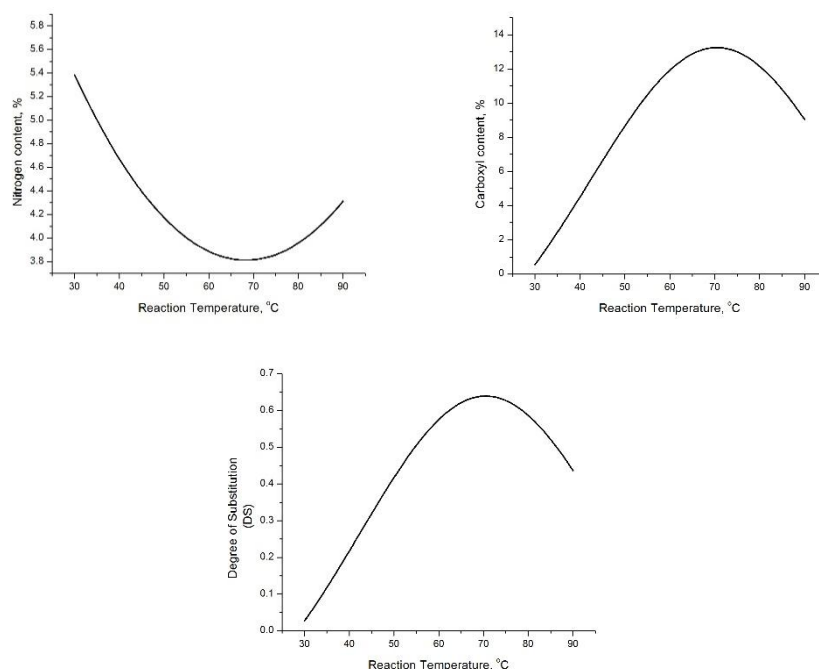 5.8
5.6
5.4
5.2
5.0
4.8
4.6
4.4
4.2
4.0
3.8
Nitrogen content, %
30 40 50 60 70 80 90
Reaction Temperature, °C
14
12
10
8
6
4
2
0
Carboxyl content, %
30 40 50 60 70 80 90
Reaction Temperature, °C
0.7
0.6
0.5
0.4
0.3
0.2
0.1
0.0
Degree of Substitution
(DS)
30 40 50 60 70 80 90
Reaction Temperature, °C